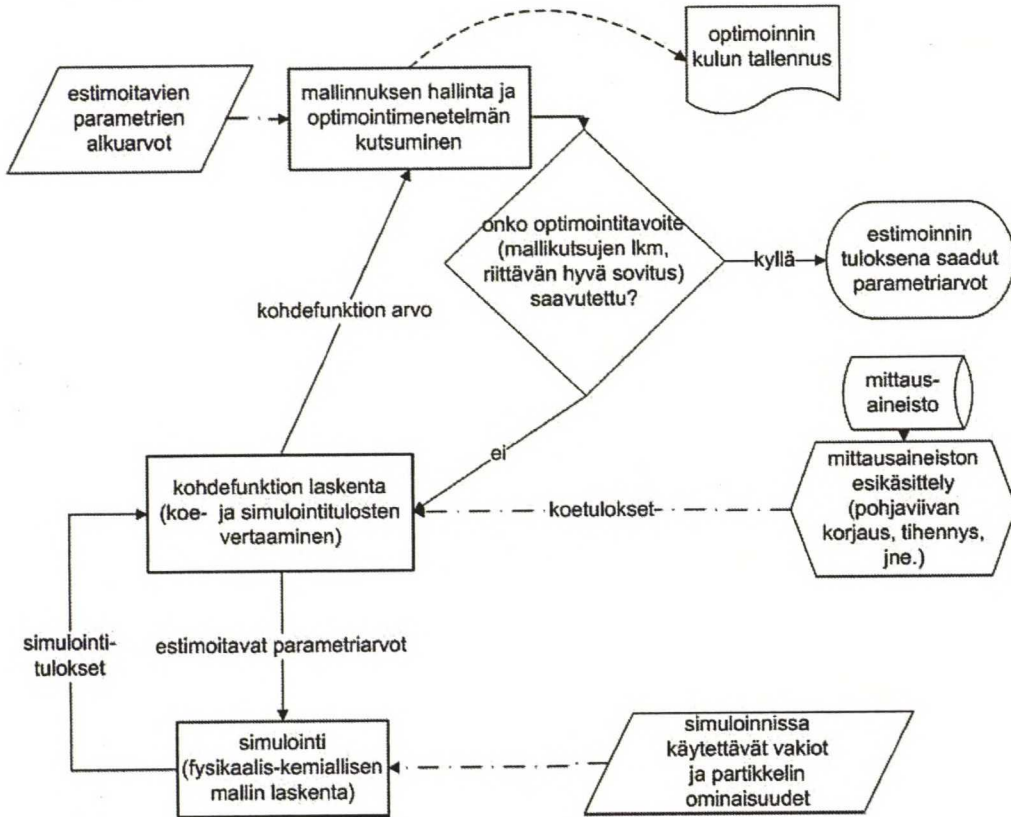 optimoinnin
kulun tallennus
estimoitavien
parametrien
alkuarvot
mallinnuksen hallinta ja
optimointimenetelmän
kutsuminen
onko optimointitavoite
(mallikutsujen lkm,
riittävän hyvä sovitus)
saavutettu?
kyllä
estimoinnin
tuloksena saadut
parametriarvot
kohdefunktion arvo
mittaus-
aineisto
ei
kohdefunktion laskenta
(koe- ja simulointitulosten
vertaaminen)
koetulokset
mittausaineiston
esikäsittely
(pohjaviivan
korjaus, tihennys,
jne.)
simulointi-
tulokset
estimoitavat parametriarvot
simulointi
(fysikaalis-kemiallisen
mallin laskenta)
simuloinnissa
käytettävät vakiot
ja partikkelin
ominaisuudet